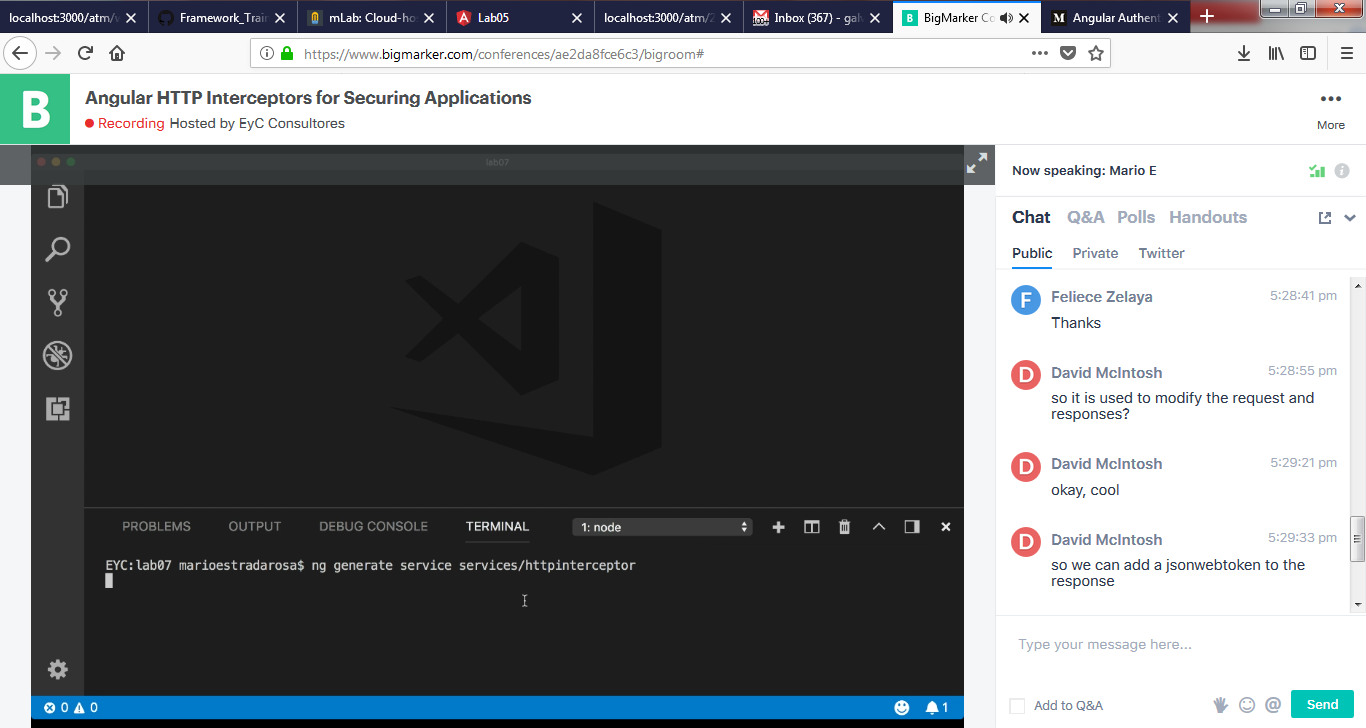 localhost:3000/atm/v
Framework_Trai
mLab: Cloud-ho
Lab05
localhost:3000/atm/2
100+
Inbox (367) - gal
BigMarker Co
Angular Authent
https://www.bigmarker.com/conferences/ae2da8fce6c3/bigroom#
B
Angular HTTP Interceptors for Securing Applications
Recording Hosted by EyC Consultores
More
lab07
Now speaking: Mario E
Chat Q&A Polls Handouts
Public Private Twitter
F
Feliece Zelaya 5:28:41 pm
Thanks
D
David McIntosh 5:28:55 pm
so it is used to modify the request and
responses?
D
David McIntosh 5:29:21 pm
okay, cool
D
David McIntosh 5:29:33 pm
so we can add a jsonwebtoken to the
response
PROBLEMS OUTPUT DEBUG CONSOLE TERMINAL 1: node
EYC:lab07 marioestradarosa$ ng generate service services/httpinterceptor
Type your message here...
Add to Q&A
@
Send
0 0
1